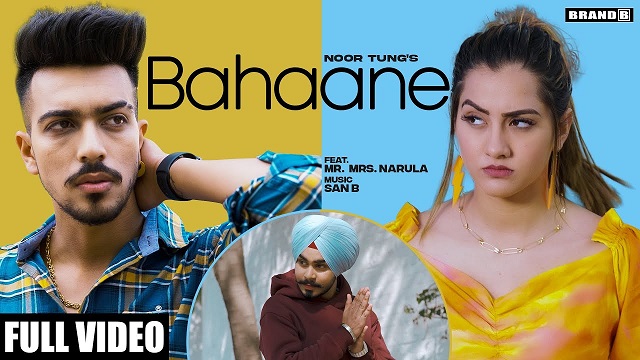 BRAND B
NOOR TUNG'S
Bahaane
FEAT.
MR. MRS. NARULA
MUSIC
SAN B
FULL VIDEO